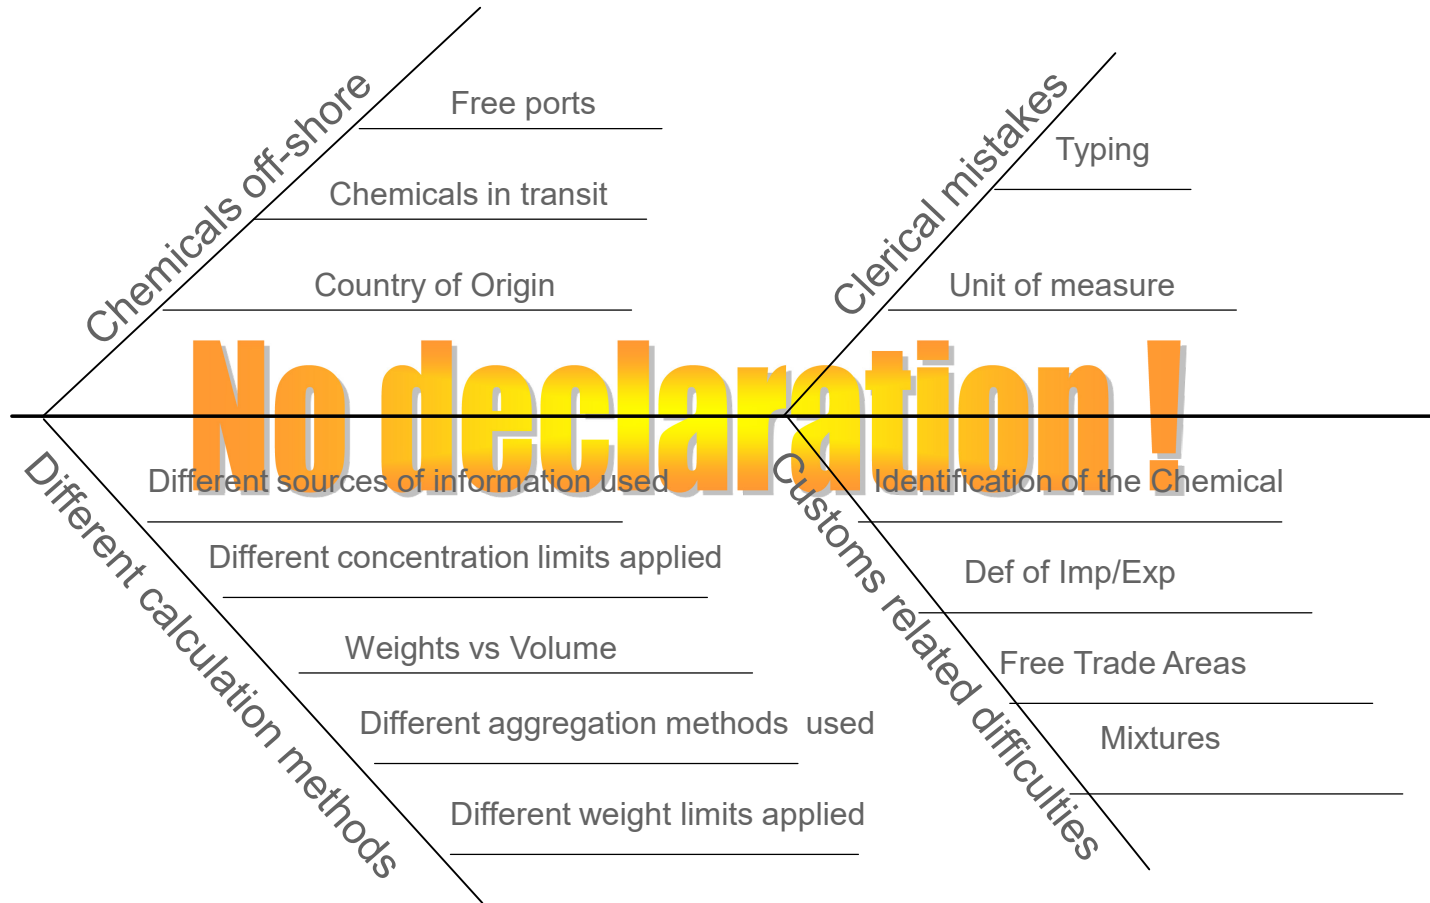 Chemicals off-shore
Free ports
Chemicals in transit
Country of Origin
Clerical mistakes
Typing
Unit of measure
No declaration !
Different calculation methods
Different sources of information used
Different concentration limits applied
Weights vs Volume
Different aggregation methods  used
Different weight limits applied
Customs related difficulties
Identification of the Chemical
Def of Imp/Exp
Free Trade Areas
Mixtures